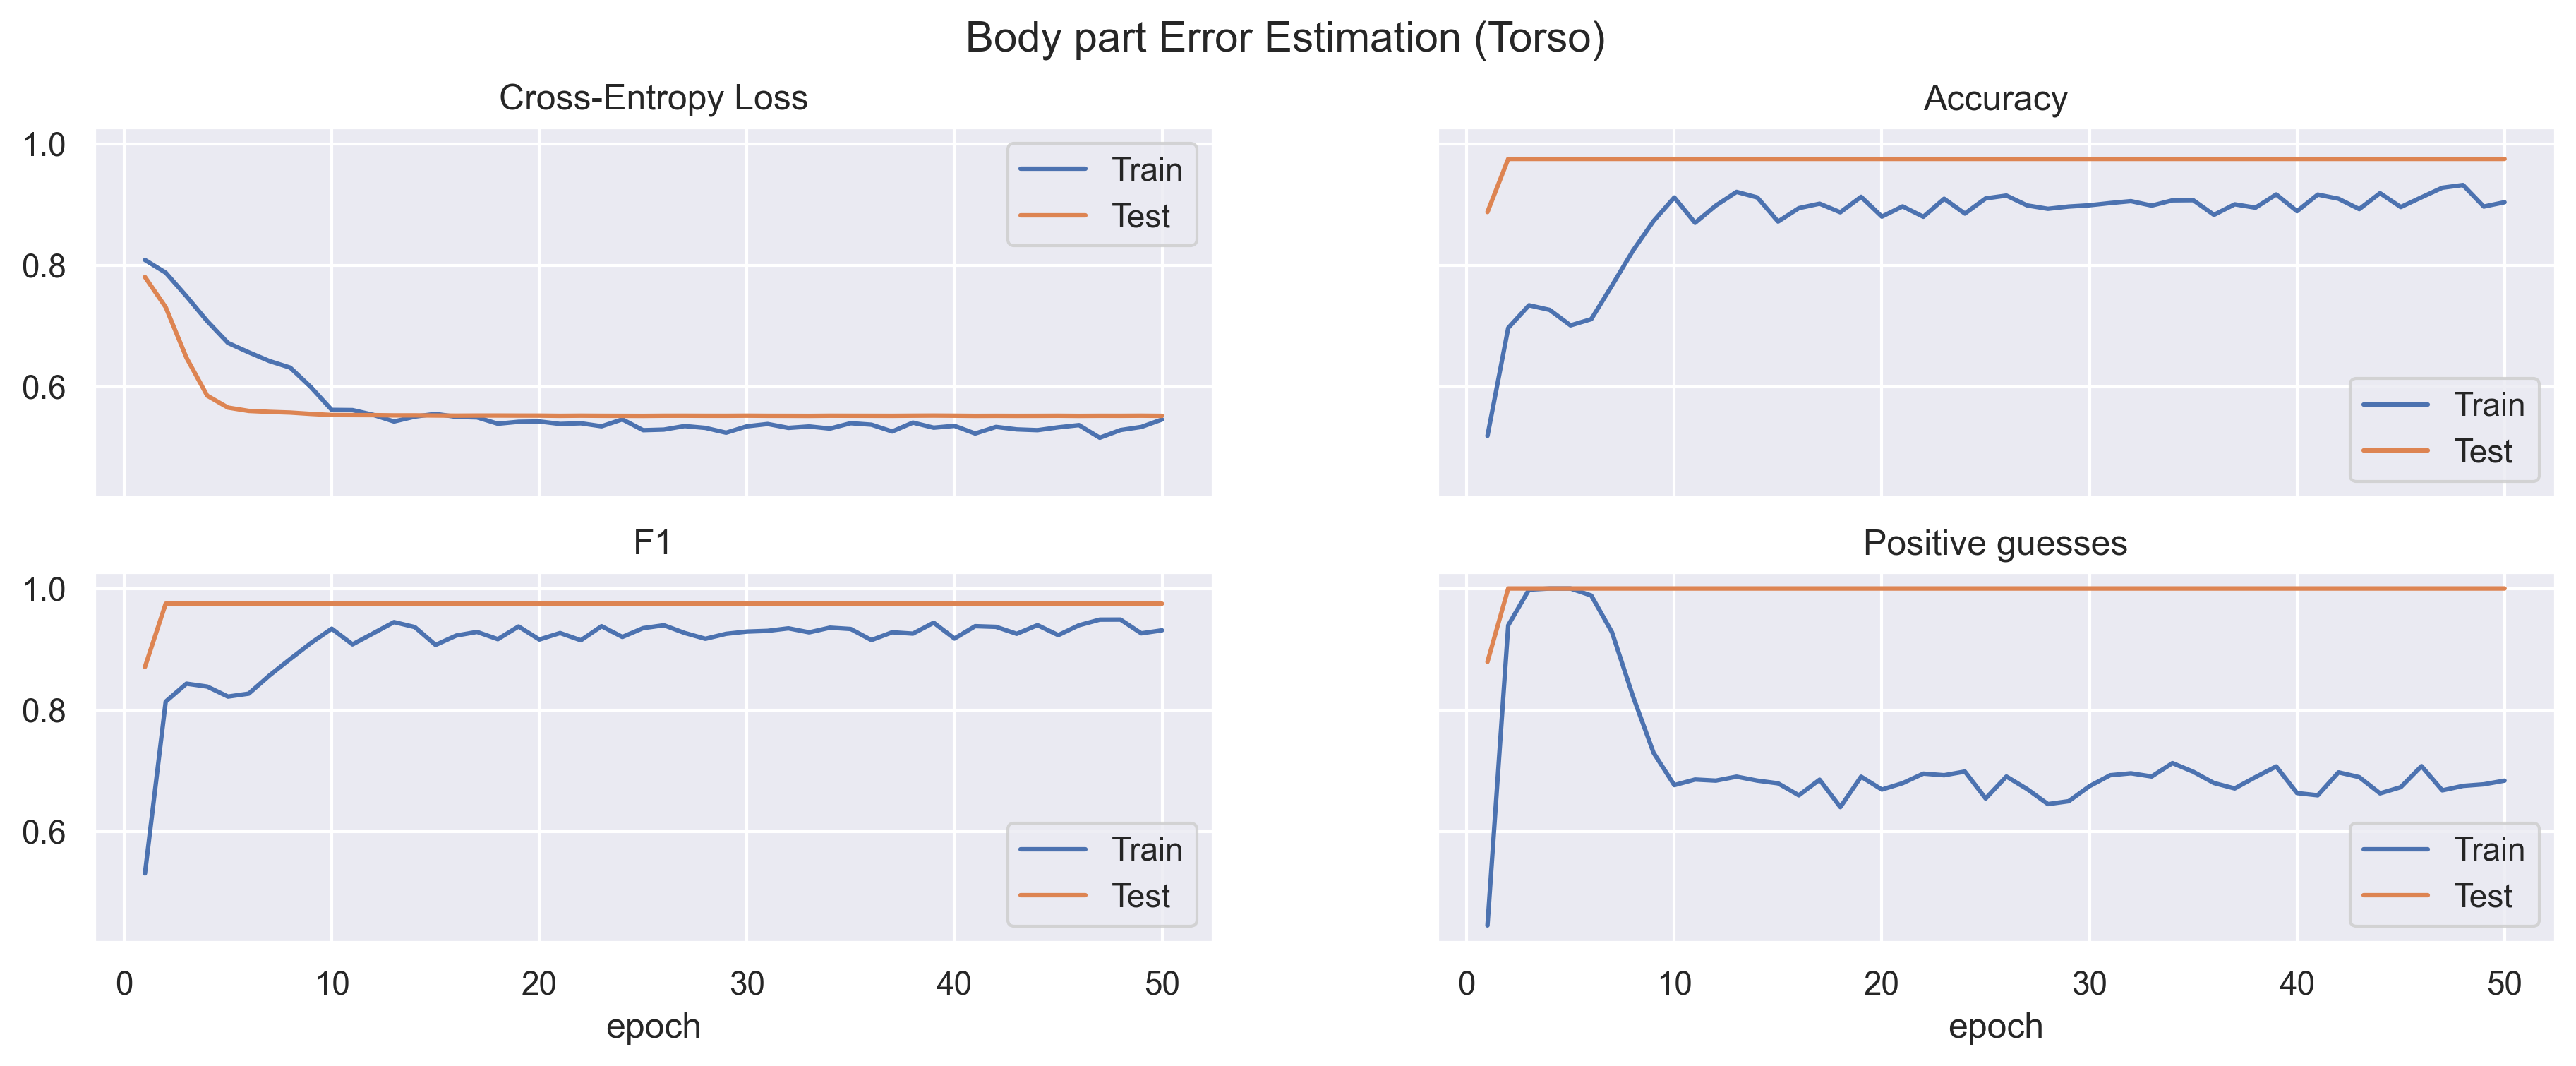 Body part Error Estimation (Torso)
Cross-Entropy Loss
1.0
0.8
0.6
Train
Test
Accuracy
Train
Test
F1
1.0
0.8
0.6
Train
Test
0 10 20 30 40 50
epoch
Positive guesses
Train
Test
0 10 20 30 40 50
epoch